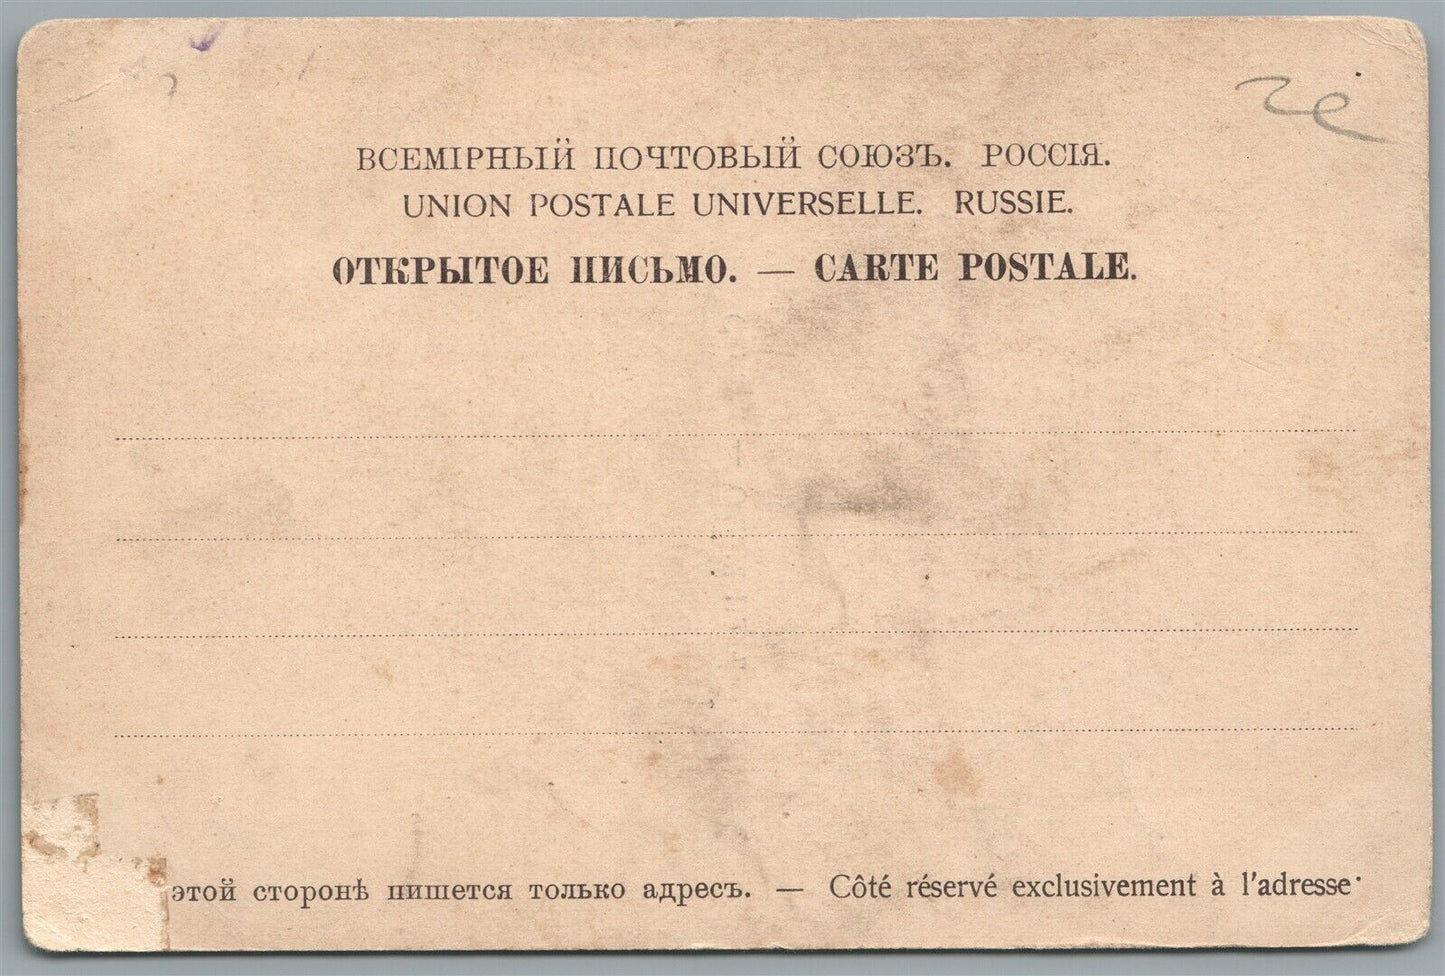 ВСЕМІРНЫЙ ПОЧТОВЫЙ СОЮЗЪ. РОССІЯ.
UNION POSTALE UNIVERSELLE. RUSSIE.
ОТКРЫТОЕ ПИСЬМО. — CARTE POSTALE.
этой сторонѣ пишется только адресъ. — Côté réservé exclusivement à l'adresse·